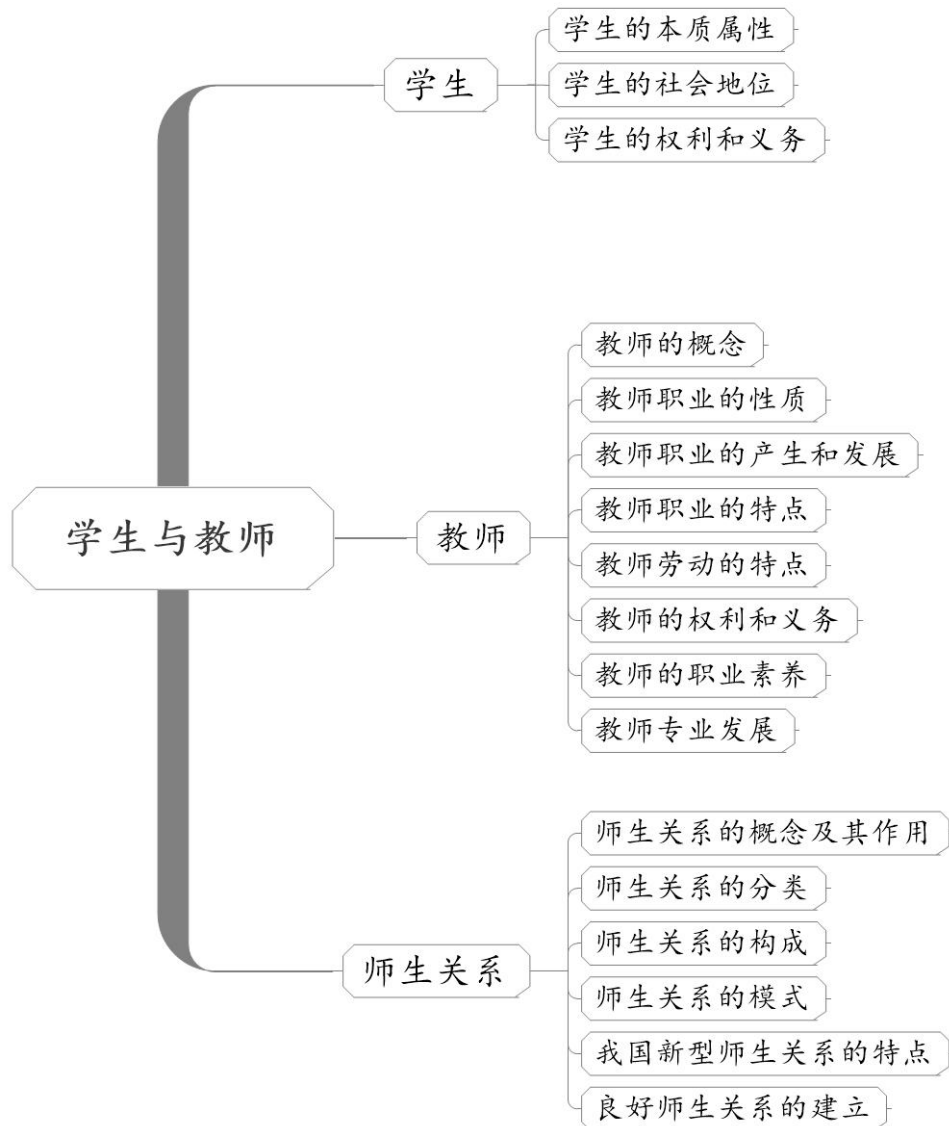 学生与教师
学生
学生的本质属性
学生的社会地位
学生的权利和义务
教师
教师的概念
教师职业的性质
教师职业的产生和发展
教师职业的特点
教师劳动的特点
教师的权利和义务
教师的职业素养
教师专业发展
师生关系
师生关系的概念及其作用
师生关系的分类
师生关系的构成
师生关系的模式
我国新型师生关系的特点
良好师生关系的建立